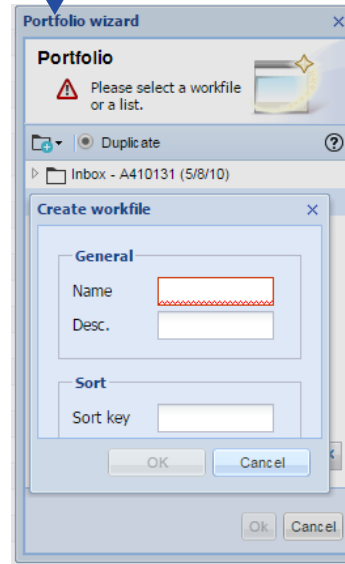 Portfolio wizard
Portfolio
Please select a workfile
or a list.
Duplicate
Inbox - A410131 (5/8/10)
Create workfile
General
Name
Desc.
Sort
Sort key
OK Cancel
Ok Cancel